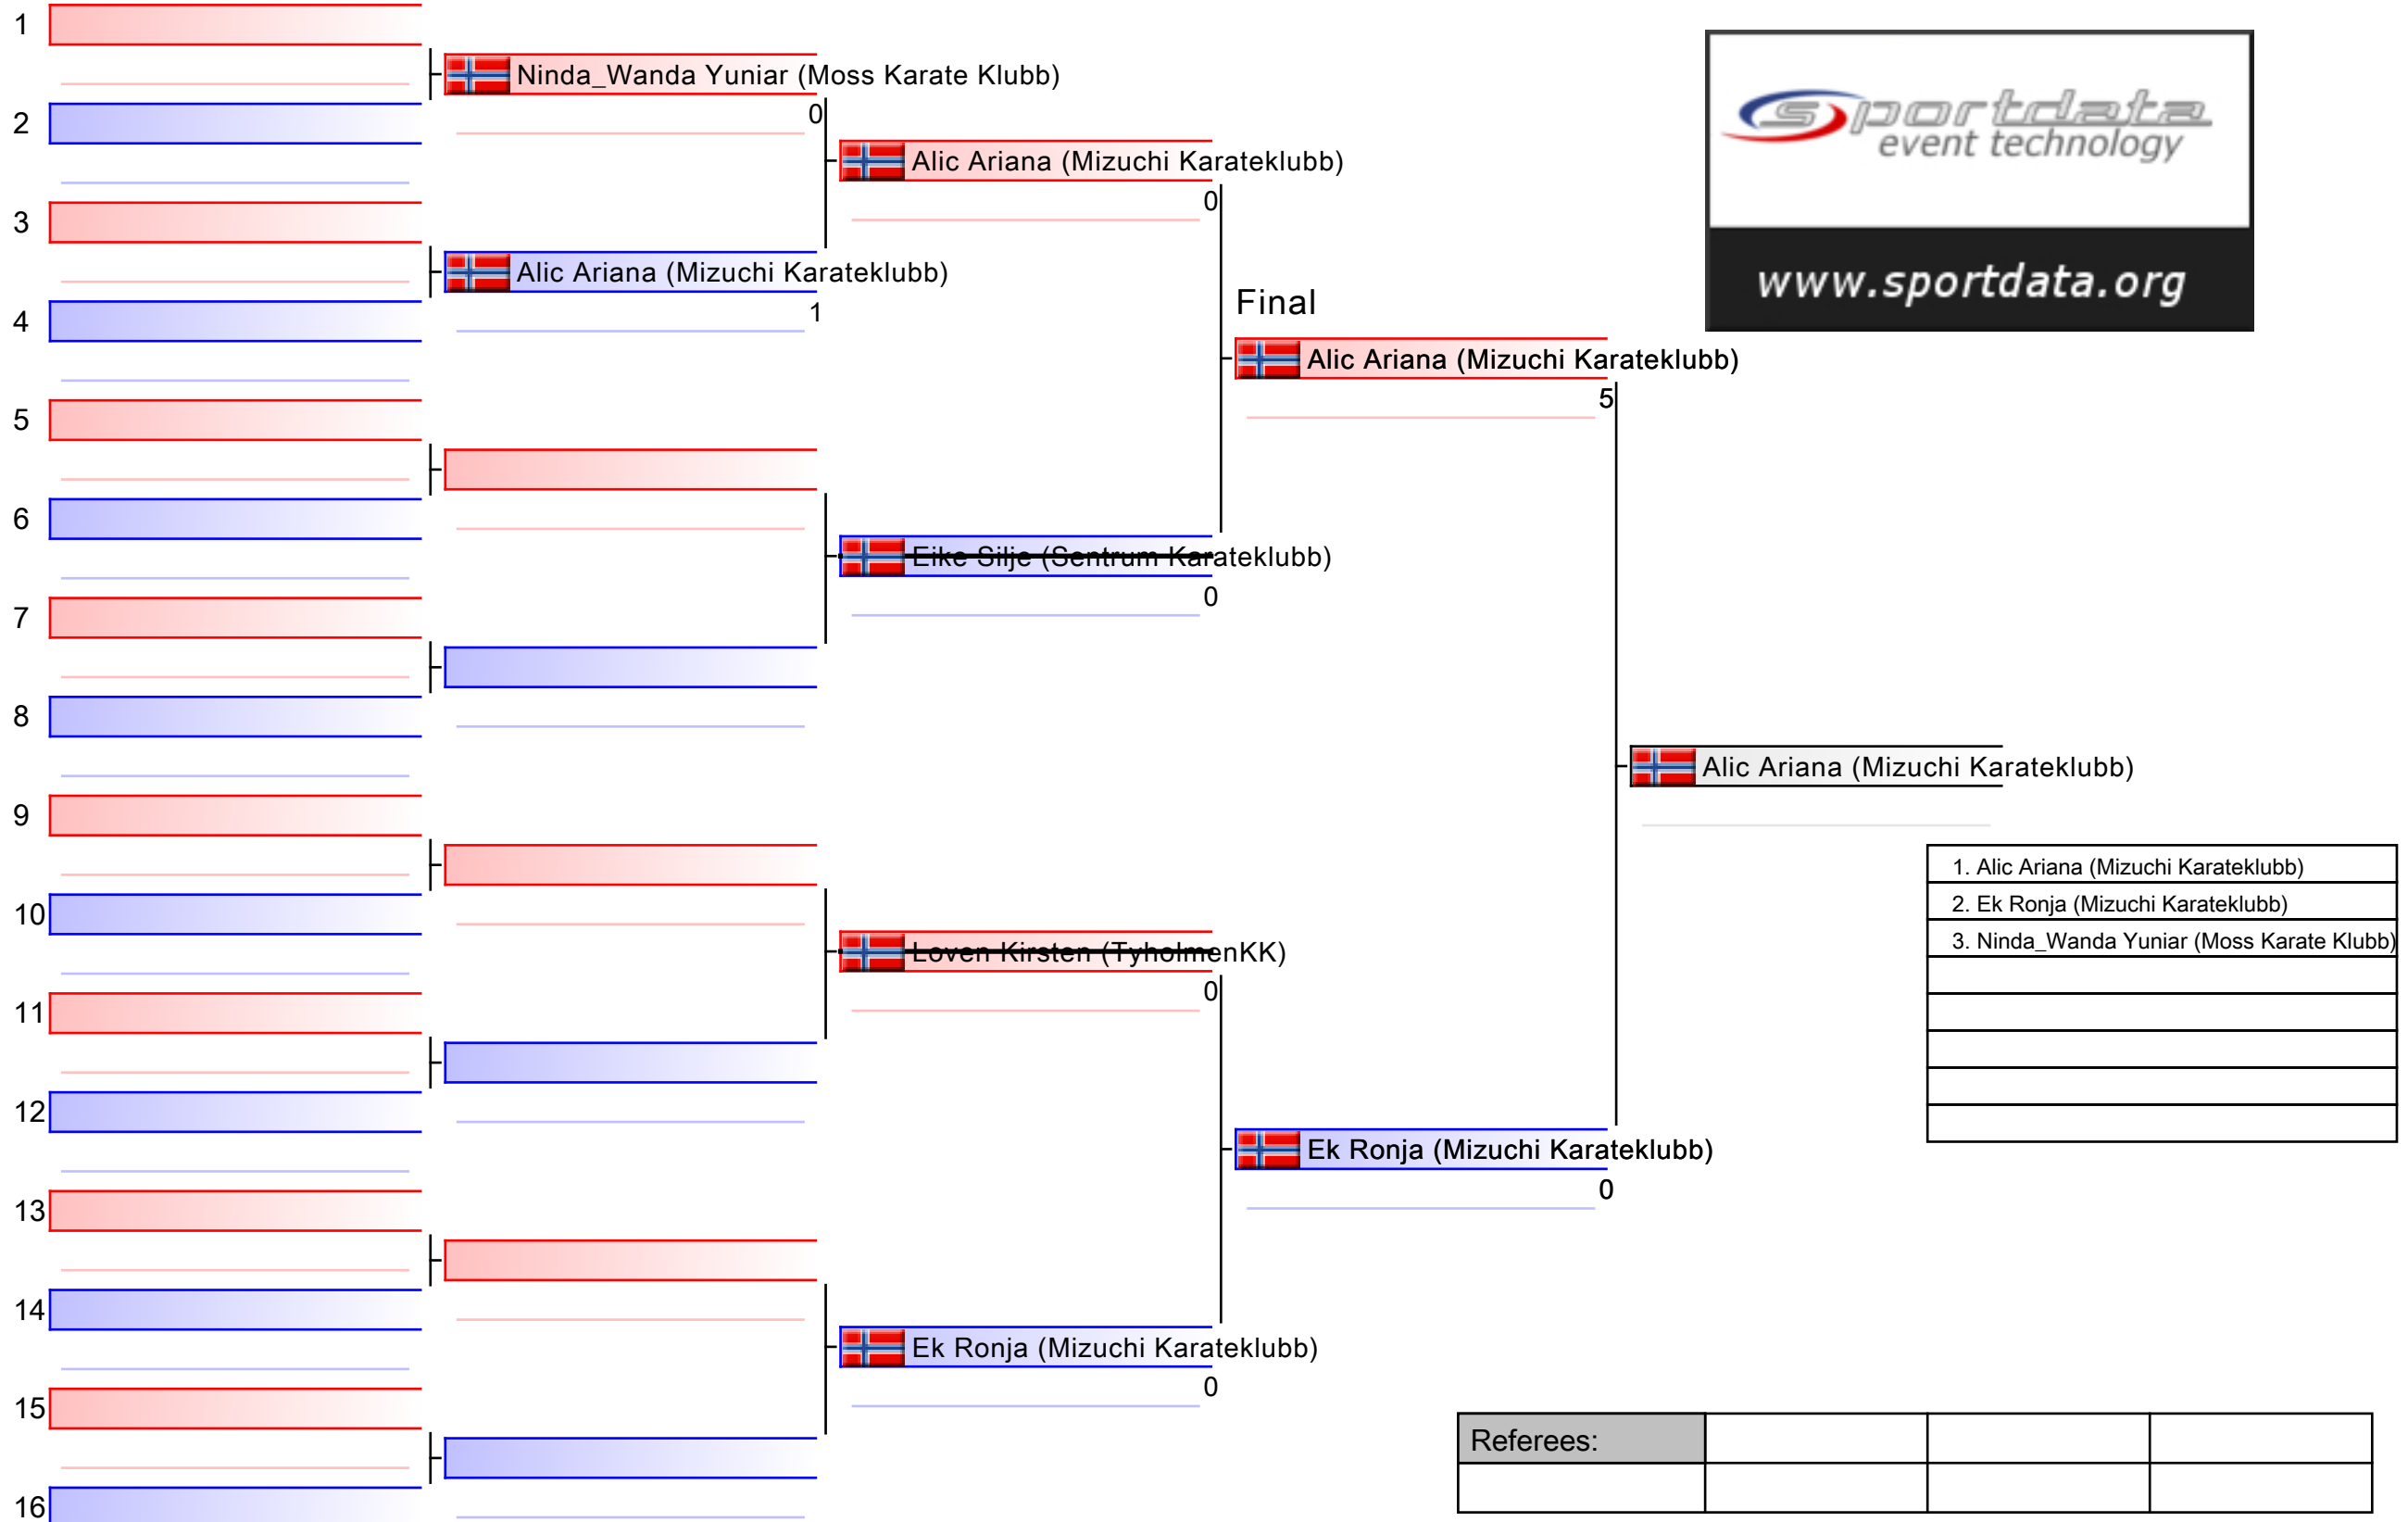 1
Ninda_Wanda Yuniar (Moss Karate Klubb)
0
2
Alic Ariana (Mizuchi Karateklubb)
0
3
Alic Ariana (Mizuchi Karateklubb)
1
4
Final
Alic Ariana (Mizuchi Karateklubb)
5
5
6
Eike Silje (Sentrum Karateklubb)
0
7
8
Alic Ariana (Mizuchi Karateklubb)
9
10
Loven Kirsten (TyholmenKK)
0
11
12
Ek Ronja (Mizuchi Karateklubb)
0
13
14
Ek Ronja (Mizuchi Karateklubb)
0
15
16
sportdata
event technology
www.sportdata.org
1. Alic Ariana (Mizuchi Karateklubb)
2. Ek Ronja (Mizuchi Karateklubb)
3. Ninda_Wanda Yuniar (Moss Karate Klubb)
Referees: